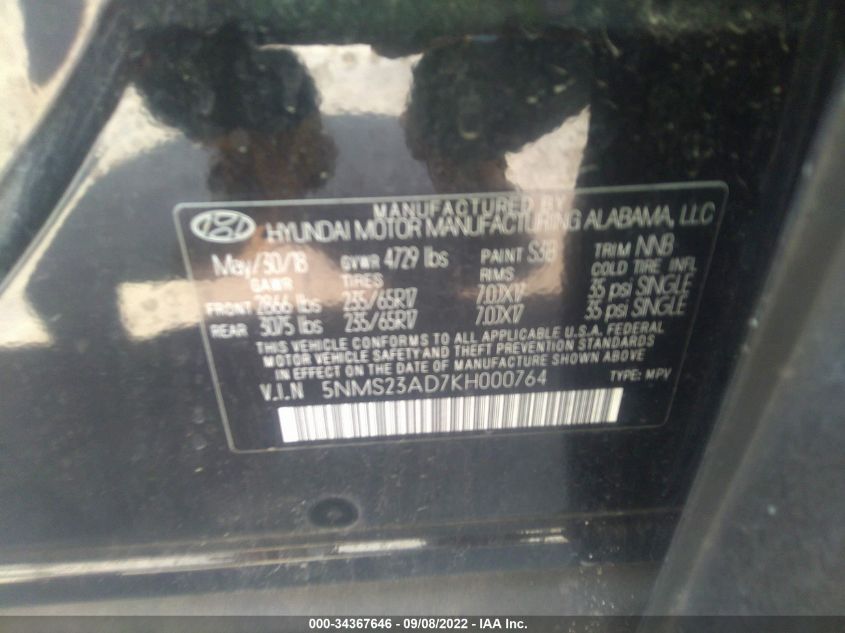 MANUFACTURED BY
HYUNDAI MOTOR MANUFACTURING ALABAMA, LLC
May/30/18 GVWR 4729 lbs PAINT S3B TRIM NNB
GAWR TIRES RIMS COLD TIRE INFL
FRONT 2866 lbs 235/65R17 7.0JX17 35 psi SINGLE
REAR 3075 lbs 235/65R17 7.0JX17 35 psi SINGLE
THIS VEHICLE CONFORMS TO ALL APPLICABLE U.S.A. FEDERAL
MOTOR VEHICLE SAFETY AND THEFT PREVENTION STANDARDS
IN EFFECT ON THE DATE OF MANUFACTURE SHOWN ABOVE
V.I.N 5NMS23AD7KH000764 TYPE: MPV
000-34367646 - 09/08/2022 - IAA Inc.